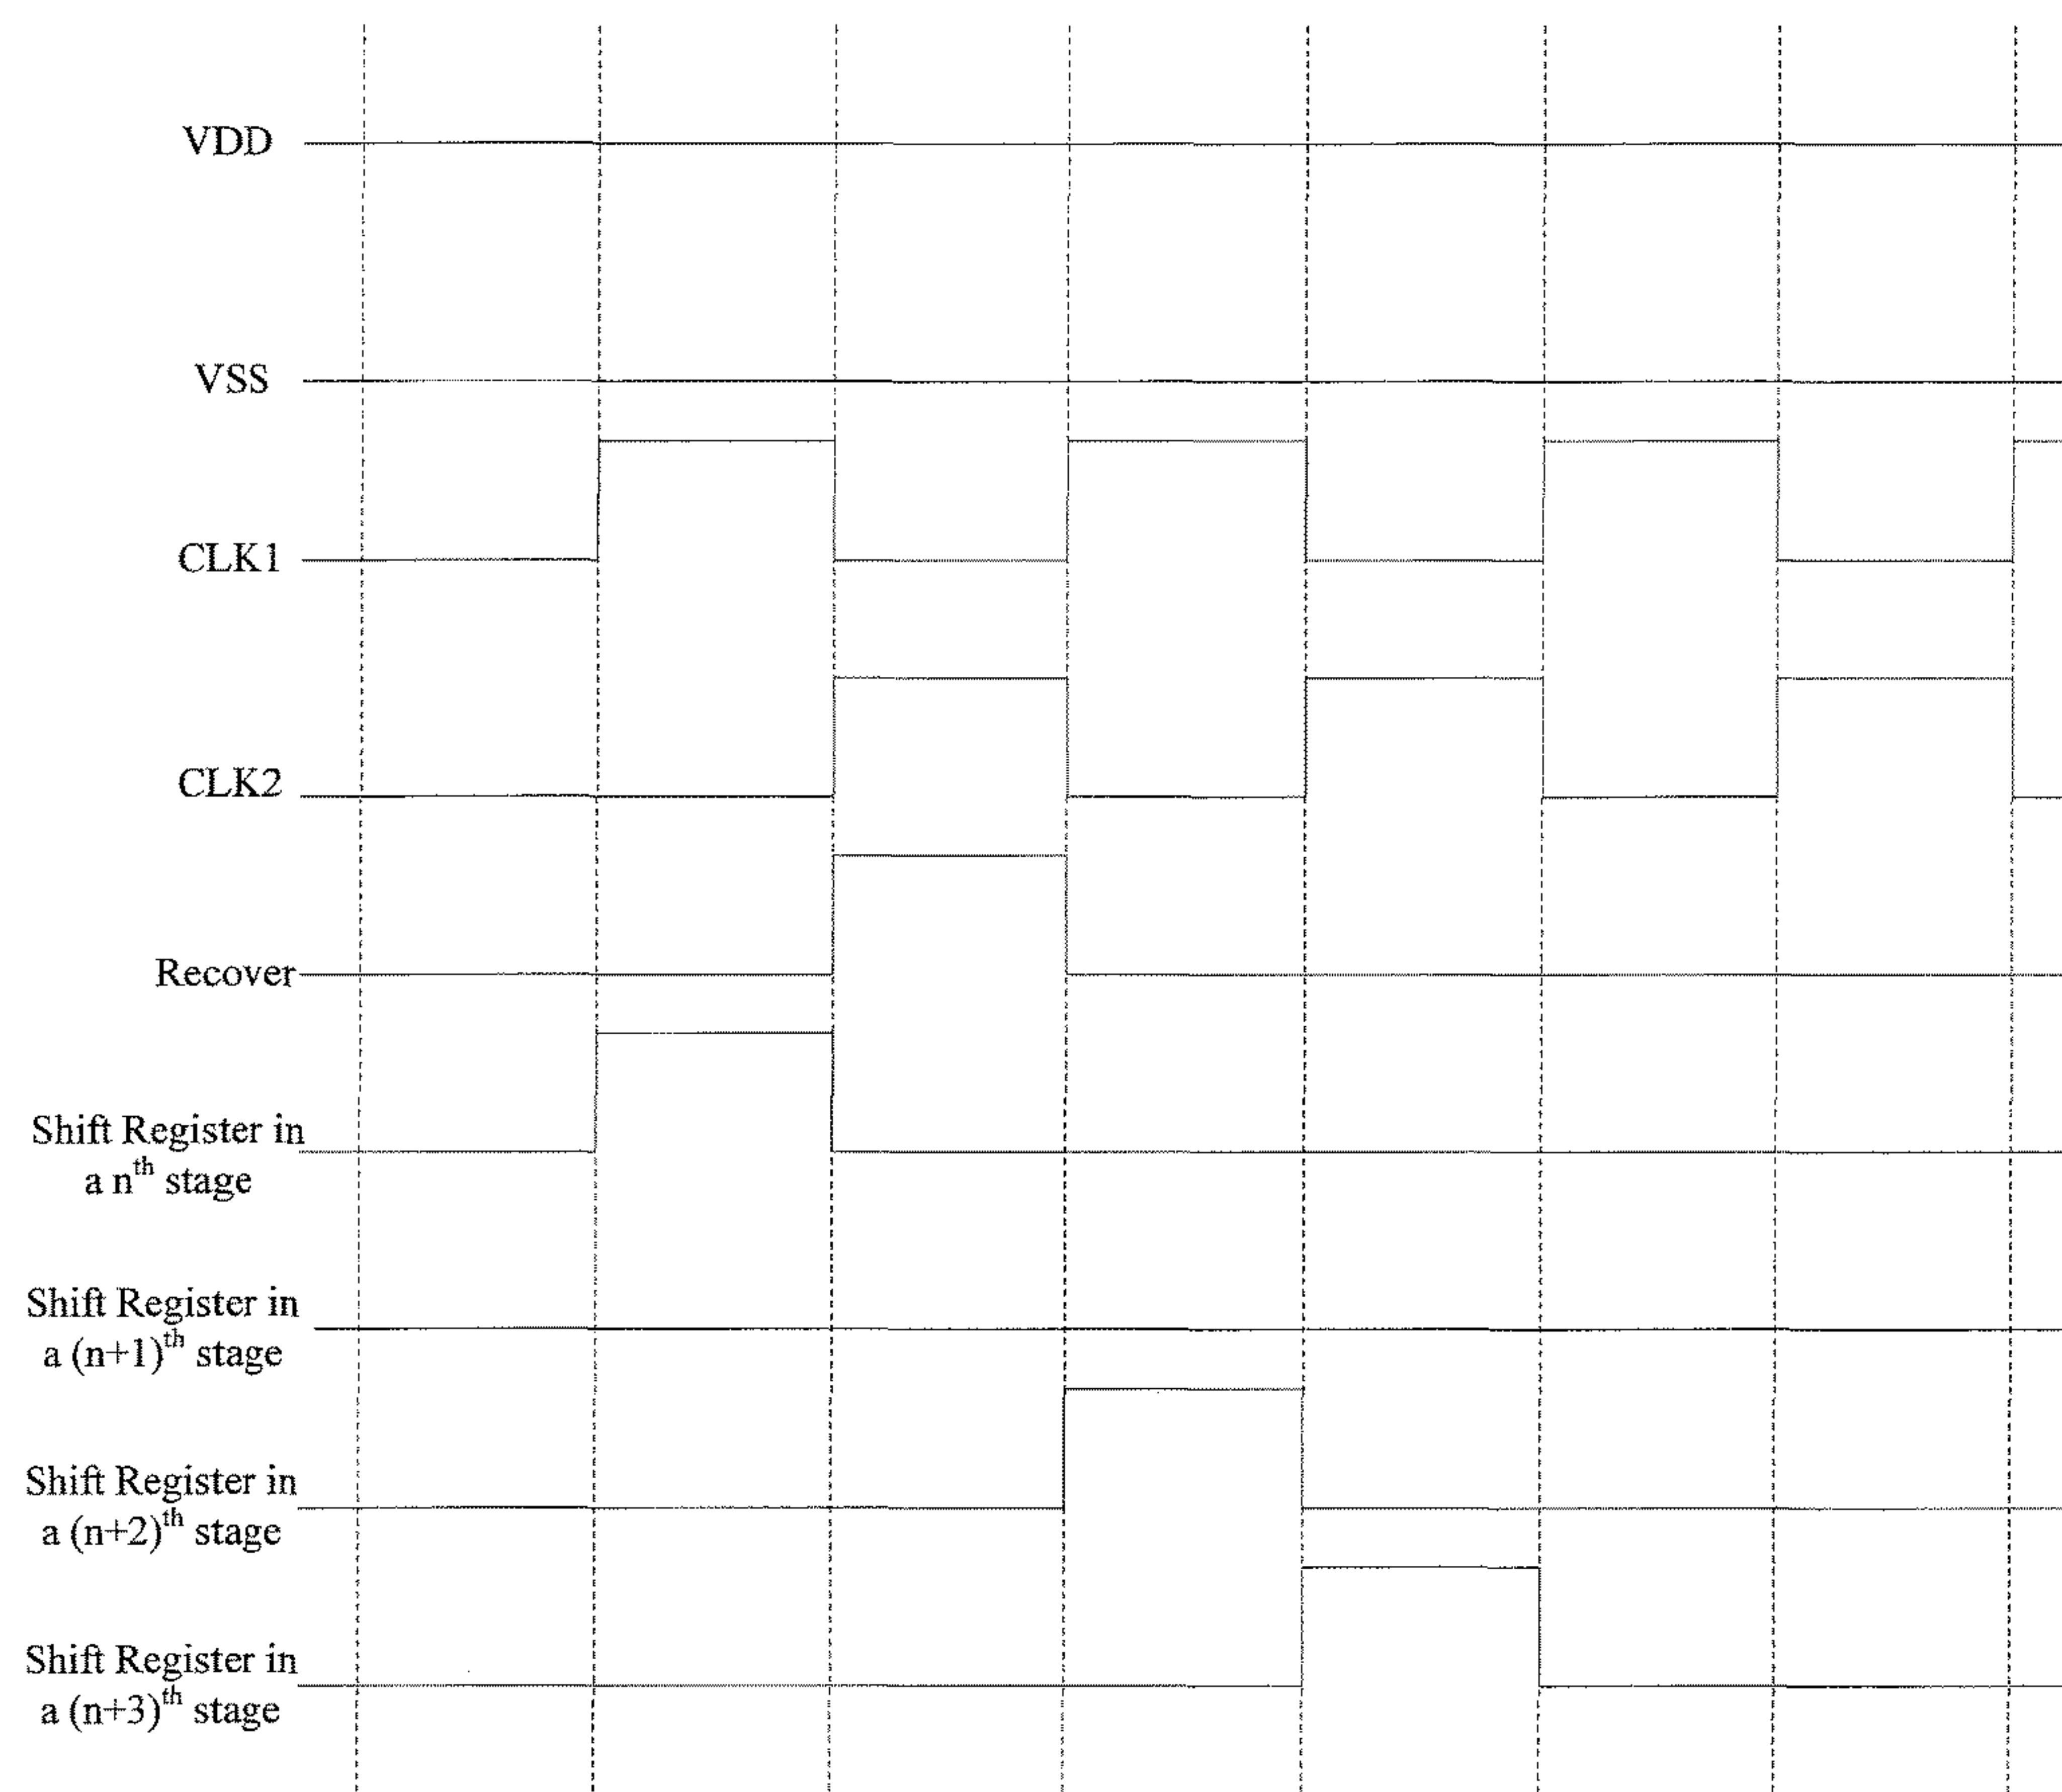 VDD
VSS
CLK1
CLK2
Recover
Shift Register in
a nth stage
Shift Register in
a (n+1)th stage
Shift Register in
a (n+2)th stage
Shift Register in
a (n+3)th stage